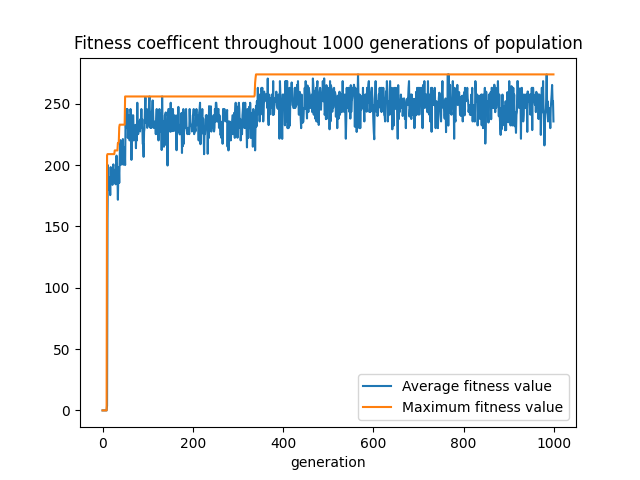 Fitness coefficent throughout 1000 generations of population
250
200
150
100
50
0
Average fitness value
Maximum fitness value
0 200 400 600 800 1000
generation